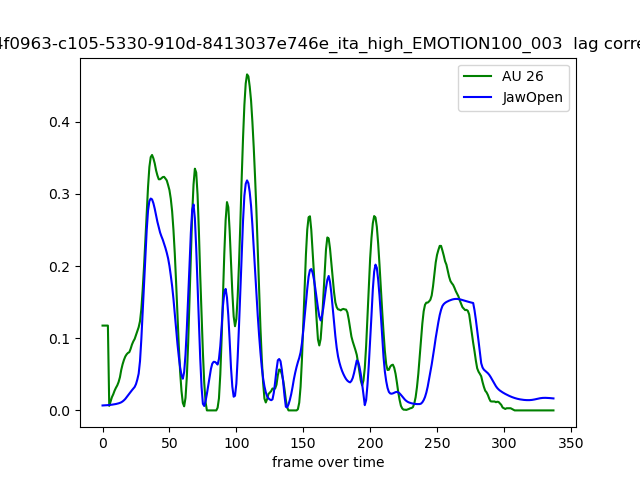 4f0963-c105-5330-910d-8413037e746e_ita_high_EMOTION100_003 lag corre
AU 26
JawOpen
0.4
0.3
0.2
0.1
0.0
0 50 100 150 200 250 300 350
frame over time